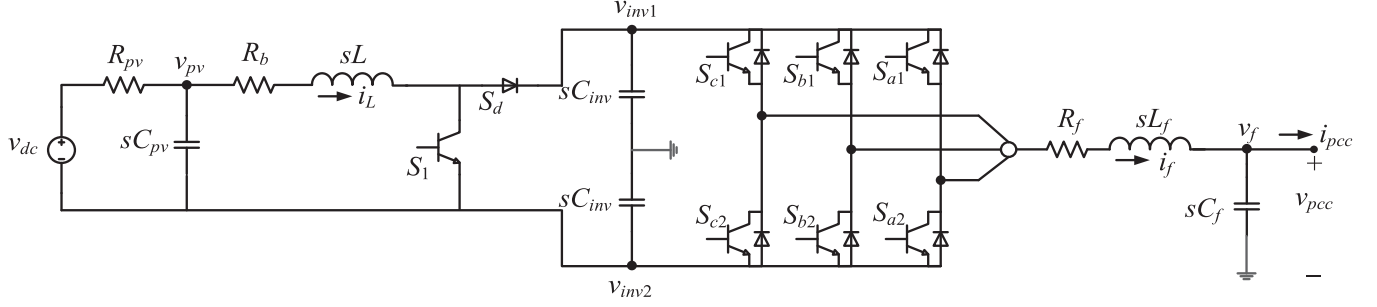 v_inv1
R_pv
v_pv
R_b
sL
i_L
S_d
sC_inv
S_c1
S_b1
S_a1
v_dc
+
-
sC_pv
S_1
R_f
sL_f
i_f
v_f
i_pcc
+
v_pcc
−
sC_inv
S_c2
S_b2
S_a2
sC_f
v_inv2